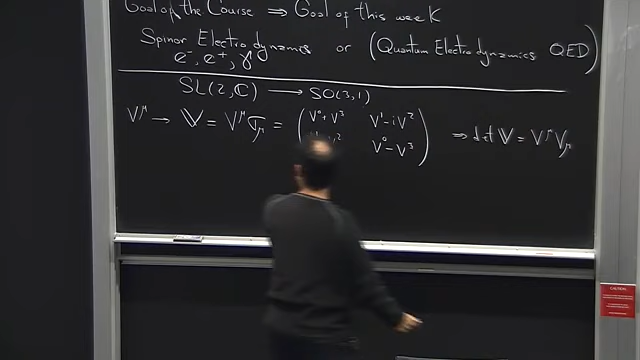 Goal of the Course ⇒ Goal of this week
Spinor Electrodynamics or (Quantum Electrodynamics QED)
e⁻, e⁺, γ
SL(2,ℂ) → SO(3,1)
V^μ → 𝕍 = V^μ σ_μ = ( V⁰+V³ V¹-iV²
V⁰-V³ ) ⇒ det 𝕍 = V^μ V_μ
CAUTION